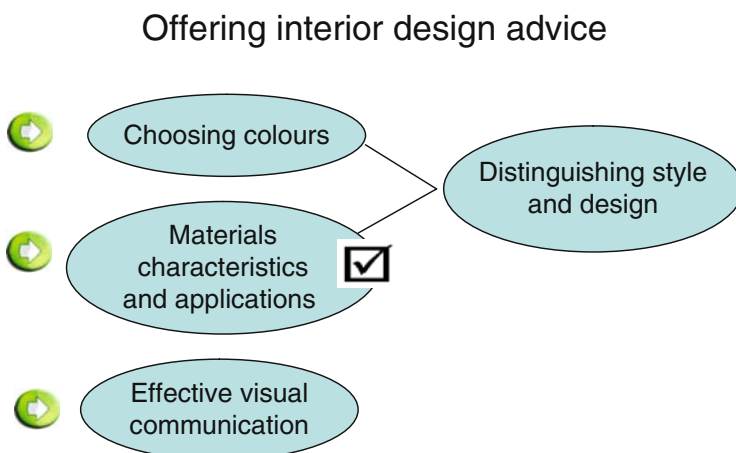 Offering interior design advice
Choosing colours
Distinguishing style
and design
Materials
characteristics
and applications
Effective visual
communication